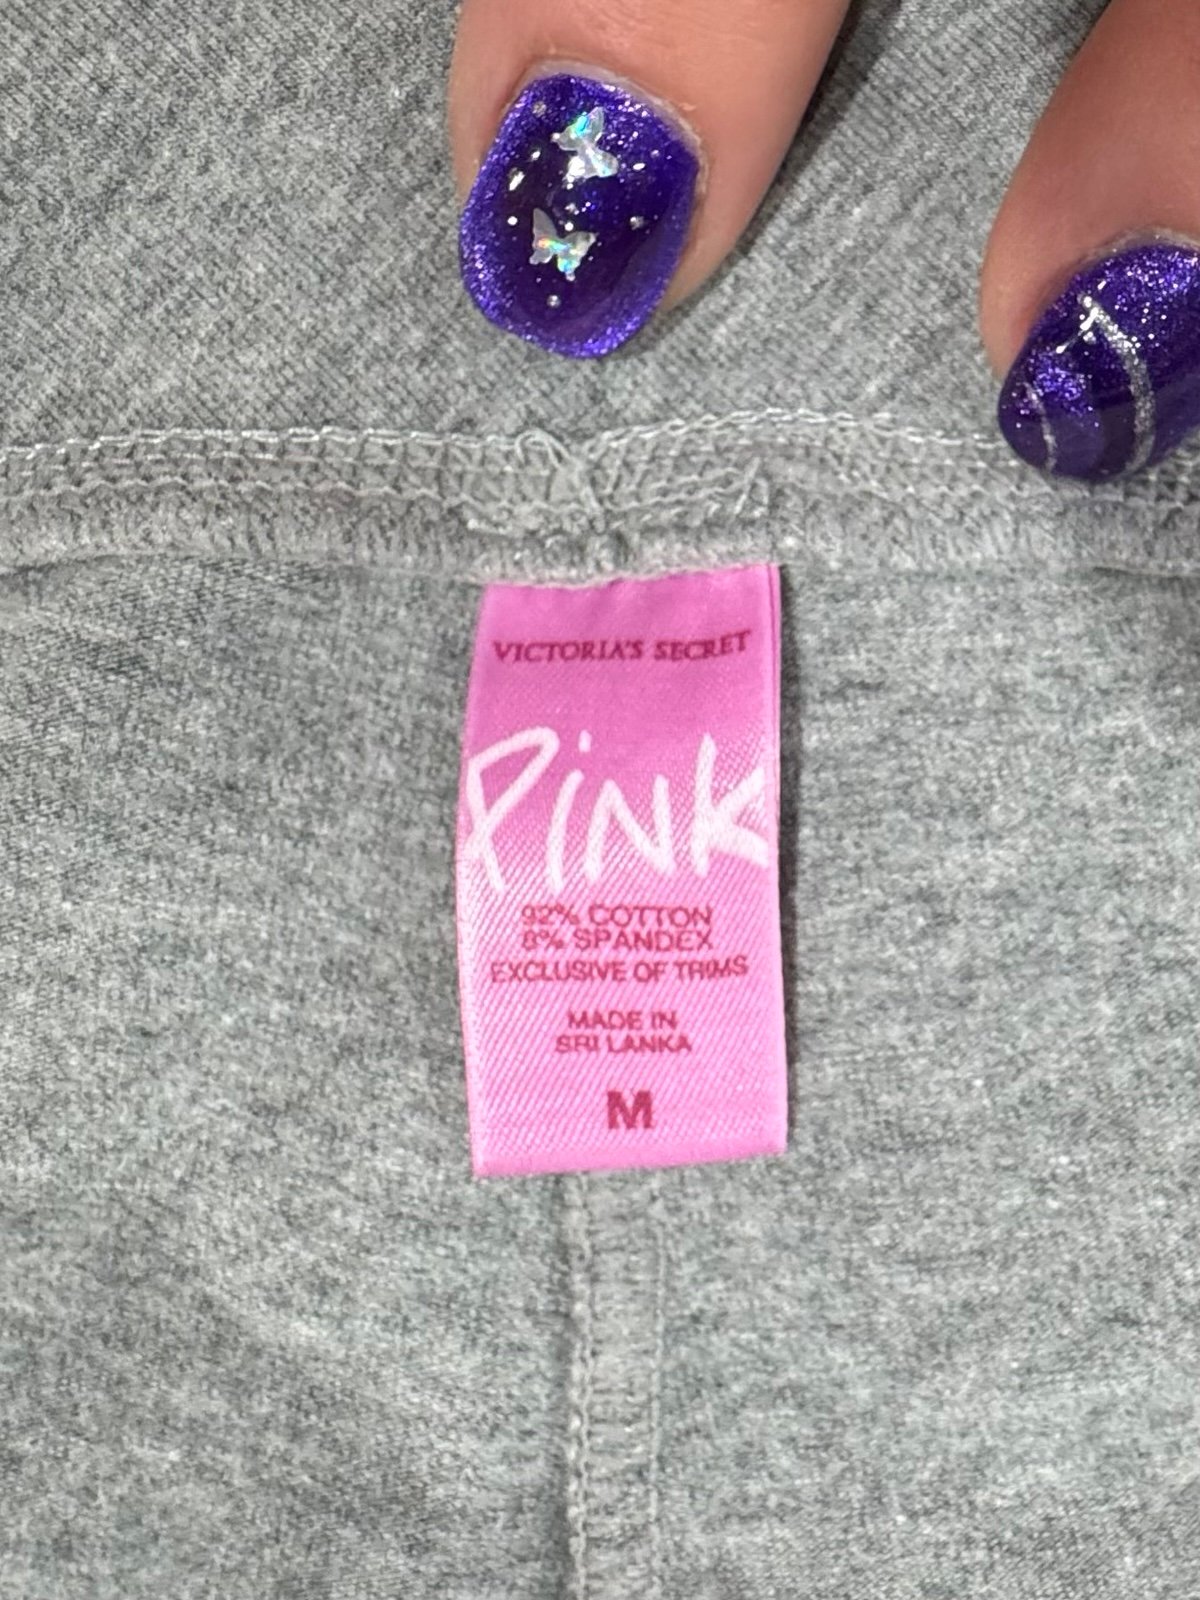 VICTORIA'S SECRET
PINK
92% COTTON
8% SPANDEX
EXCLUSIVE OF TRIMS
MADE IN
SRI LANKA
M